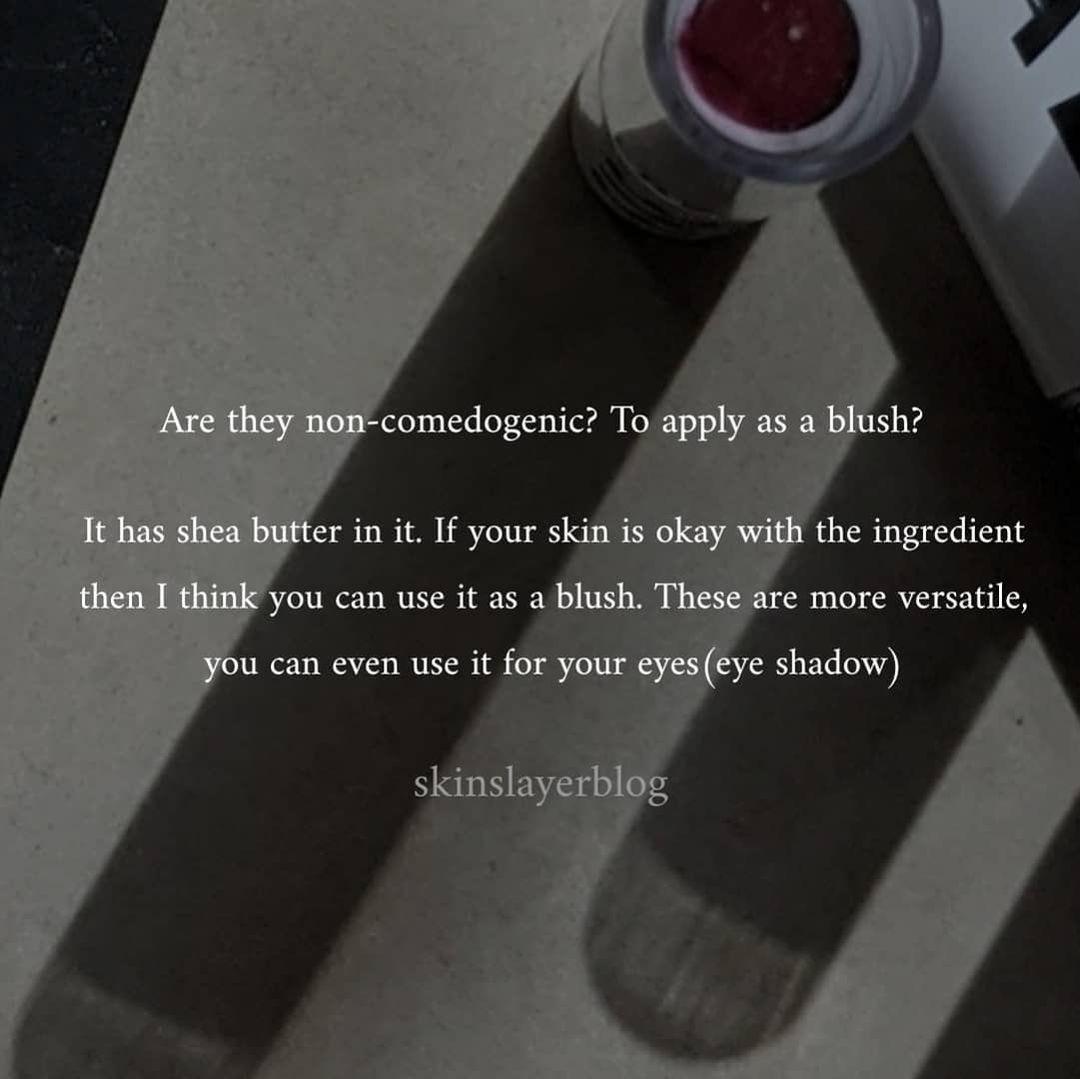 Are they non-comedogenic? To apply as a blush?
It has shea butter in it. If your skin is okay with the ingredient
then I think you can use it as a blush. These are more versatile,
you can even use it for your eyes(eye shadow)
skinslayerblog